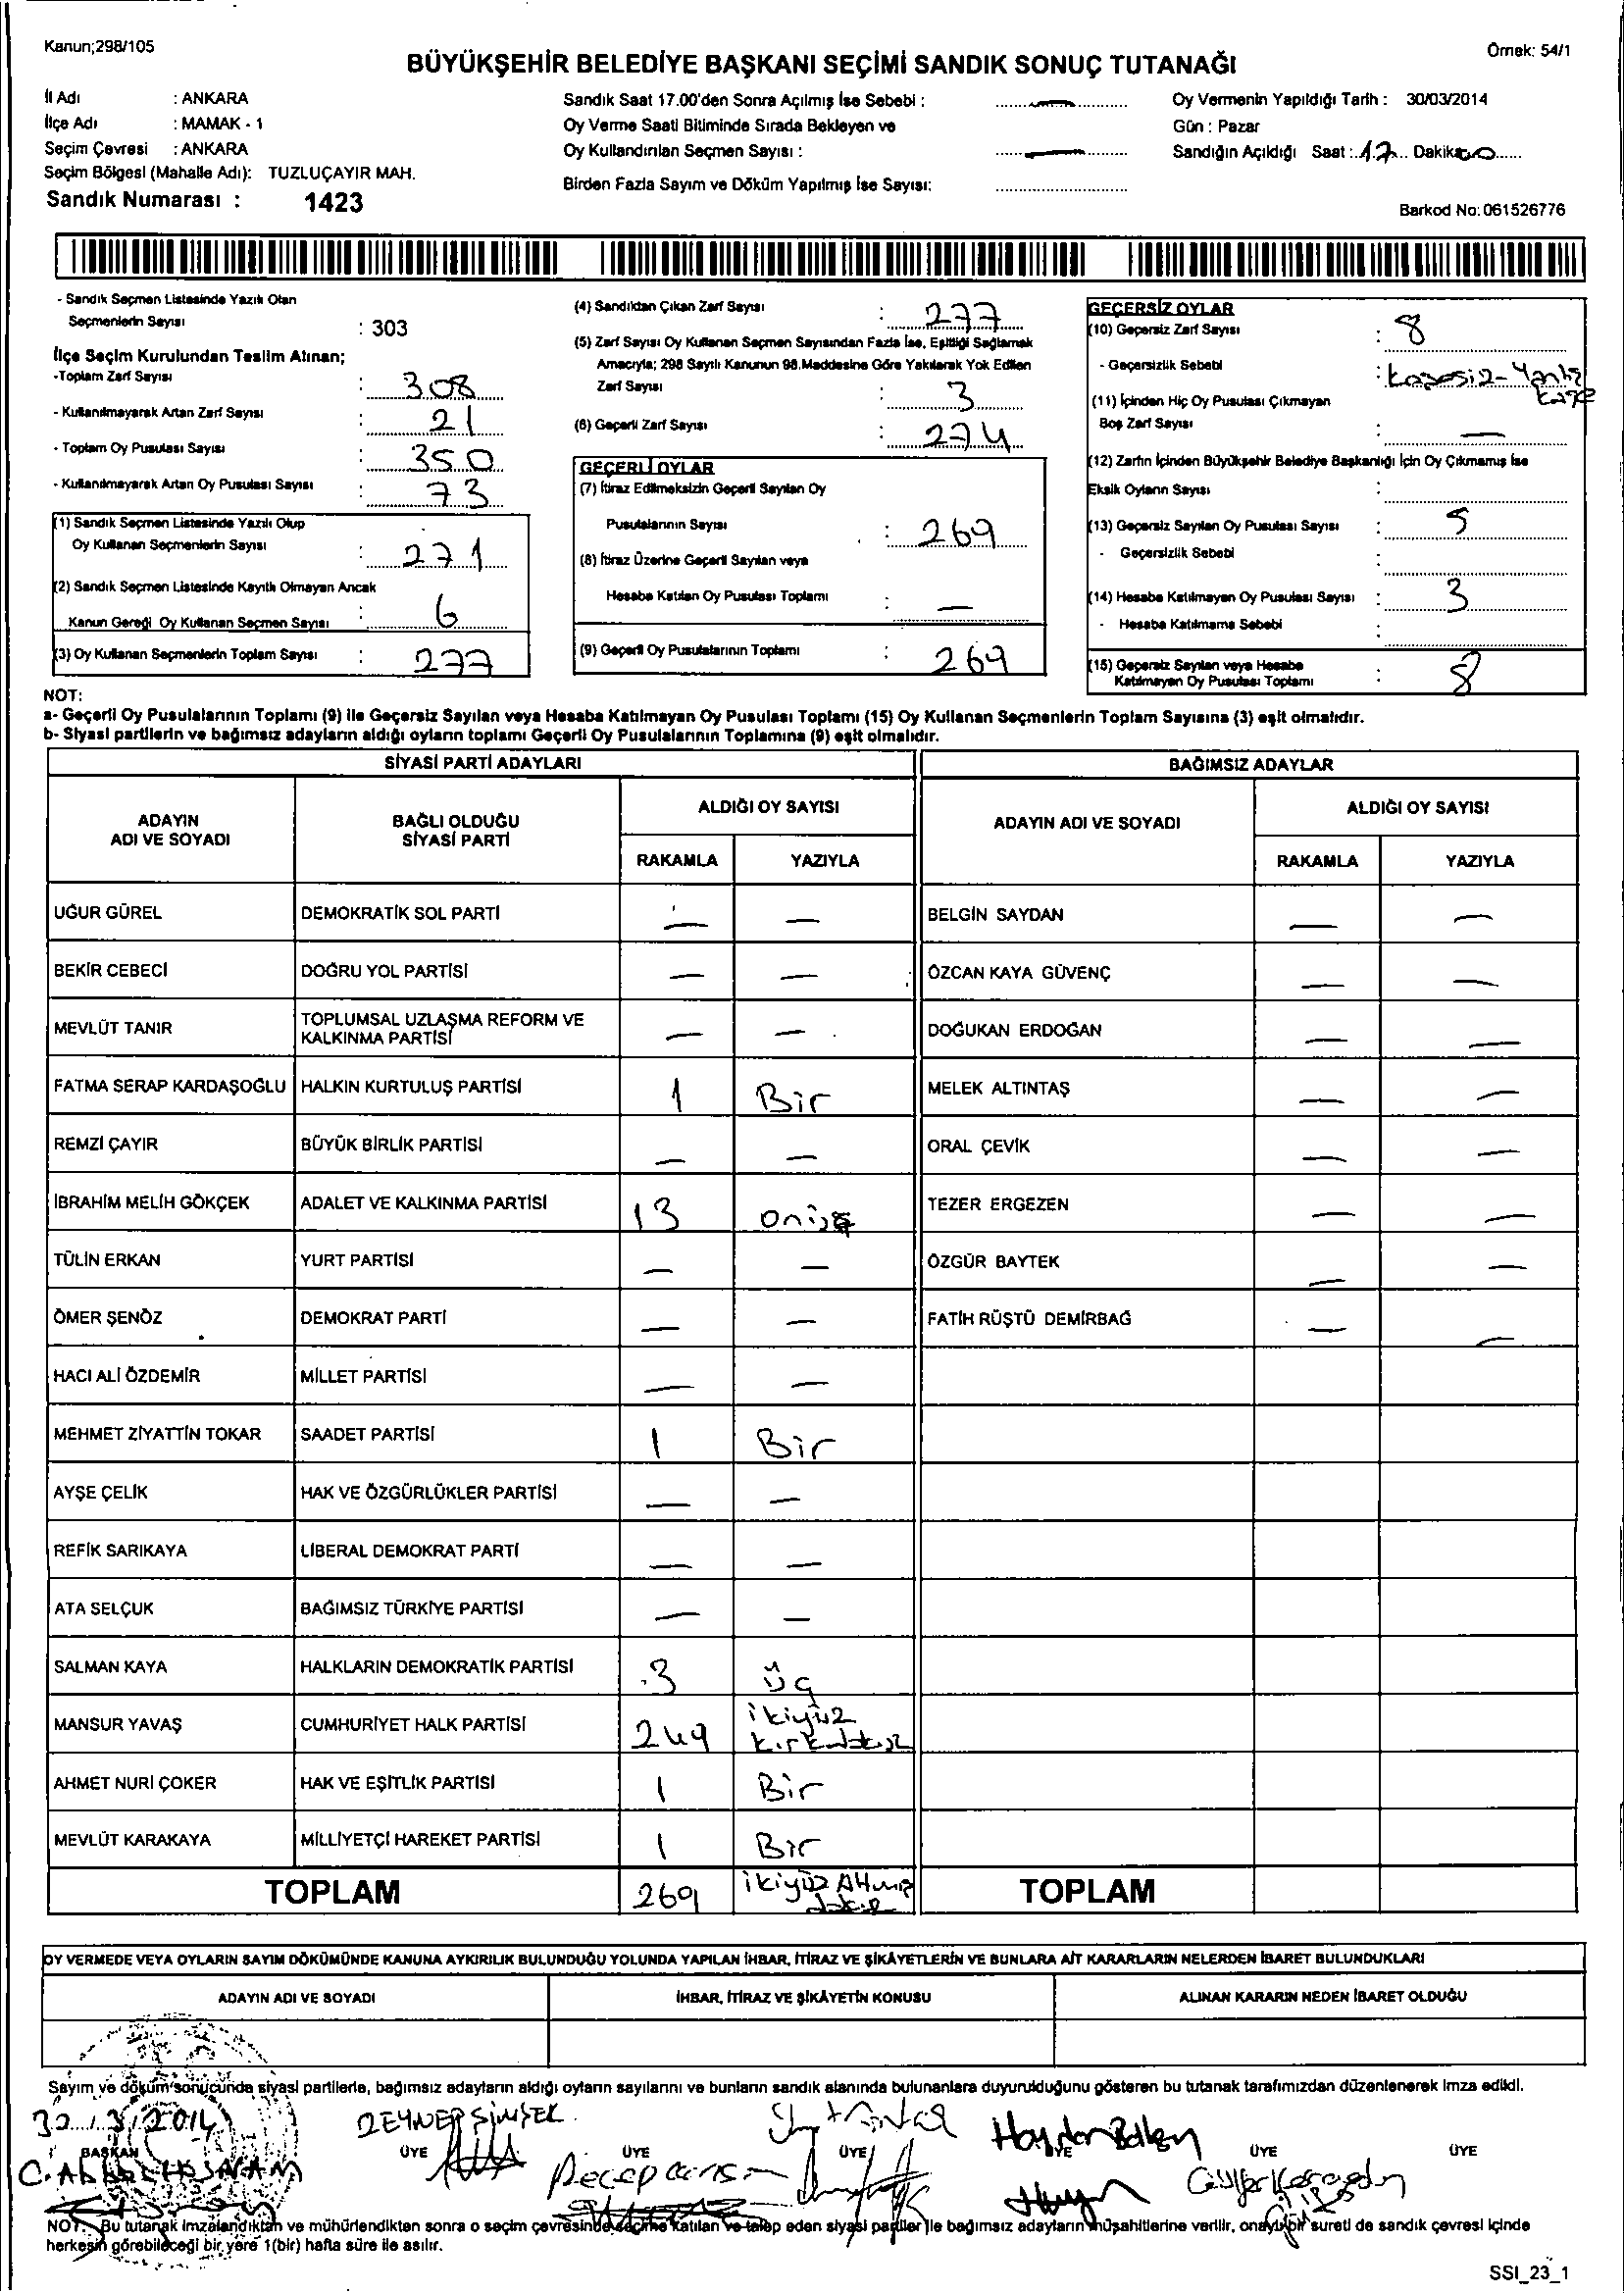 Kanun;298/105
Örnek: 54/1
BÜYÜKŞEHİR BELEDİYE BAŞKANI SEÇİMİ SANDIK SONUÇ TUTANAĞI
İl Adı : ANKARA
İlçe Adı : MAMAK - 1
Seçim Çevresi : ANKARA
Seçim Bölgesi (Mahalle Adı): TUZLUÇAYIR MAH.
Sandık Numarası : 1423
Sandık Saat 17.00'den Sonra Açılmış İse Sebebi : —
Oy Verme Saati Bitiminde Sırada Bekleyen ve
Oy Kullandırılan Seçmen Sayısı : —
Birden Fazla Sayım ve Döküm Yapılmış İse Sayısı:
Oy Vermenin Yapıldığı Tarih : 30/03/2014
Gün : Pazar
Sandığın Açıldığı Saat : 17 Dakika 00
Barkod No: 061526776
- Sandık Seçmen Listesinde Yazılı Olan
Seçmenlerin Sayısı : 303
İlçe Seçim Kurulundan Teslim Alınan;
-Toplam Zarf Sayısı : 308
- Kullanılmayarak Artan Zarf Sayısı : 21
- Toplam Oy Pusulası Sayısı : 350
- Kullanılmayarak Artan Oy Pusulası Sayısı : 73
(1) Sandık Seçmen Listesinde Yazılı Olup
Oy Kullanan Seçmenlerin Sayısı : 271
(2) Sandık Seçmen Listesinde Kayıtlı Olmayan Ancak
Kanun Gereği Oy Kullanan Seçmen Sayısı : 6
(3) Oy Kullanan Seçmenlerin Toplam Sayısı : 277
(4) Sandıktan Çıkan Zarf Sayısı : 277
(5) Zarf Sayısı Oy Kullanan Seçmen Sayısından Fazla İse, Eşitliği Sağlamak
Amacıyla; 298 Sayılı Kanunun 98.Maddesine Göre Yakılarak Yok Edilen
Zarf Sayısı : 3
(6) Geçerli Zarf Sayısı : 274
GEÇERLİ OYLAR
(7) İtiraz Edilmeksizin Geçerli Sayılan Oy
Pusulalarının Sayısı : 269
(8) İtiraz Üzerine Geçerli Sayılan veya
Hesaba Katılan Oy Pusulası Toplamı : —
(9) Geçerli Oy Pusulalarının Toplamı : 269
GEÇERSİZ OYLAR
(10) Geçersiz Zarf Sayısı : 8
- Geçersizlik Sebebi : kaşesiz - Yanlış
kaşe
(11) İçinden Hiç Oy Pusulası Çıkmayan
Boş Zarf Sayısı : —
(12) Zarfın İçinden Büyükşehir Belediye Başkanlığı İçin Oy Çıkmamış İse
Eksik Oyların Sayısı :
(13) Geçersiz Sayılan Oy Pusulası Sayısı : 5
- Geçersizlik Sebebi :
(14) Hesaba Katılmayan Oy Pusulası Sayısı : 3
- Hesaba Katılmama Sebebi :
(15) Geçersiz Sayılan veya Hesaba
Katılmayan Oy Pusulası Toplamı : 8
NOT:
a- Geçerli Oy Pusulalarının Toplamı (9) ile Geçersiz Sayılan veya Hesaba Katılmayan Oy Pusulası Toplamı (15) Oy Kullanan Seçmenlerin Toplam Sayısına (3) eşit olmalıdır.
b- Siyasi partilerin ve bağımsız adayların aldığı oyların toplamı Geçerli Oy Pusulalarının Toplamına (9) eşit olmalıdır.
SİYASİ PARTİ ADAYLARI BAĞIMSIZ ADAYLAR
ADAYIN ADI VE SOYADI BAĞLI OLDUĞU SİYASİ PARTİ ALDIĞI OY SAYISI ADAYIN ADI VE SOYADI ALDIĞI OY SAYISI
RAKAMLA YAZIYLA RAKAMLA YAZIYLA
UĞUR GÜREL DEMOKRATİK SOL PARTİ — — BELGİN SAYDAN — —
BEKİR CEBECİ DOĞRU YOL PARTİSİ — — ÖZCAN KAYA GÜVENÇ — —
MEVLÜT TANIR TOPLUMSAL UZLAŞMA REFORM VE KALKINMA PARTİSİ — — DOĞUKAN ERDOĞAN — —
FATMA SERAP KARDAŞOĞLU HALKIN KURTULUŞ PARTİSİ 1 Bir MELEK ALTINTAŞ — —
REMZİ ÇAYIR BÜYÜK BİRLİK PARTİSİ — — ORAL ÇEVİK — —
İBRAHİM MELİH GÖKÇEK ADALET VE KALKINMA PARTİSİ 13 onüç TEZER ERGEZEN — —
TÜLİN ERKAN YURT PARTİSİ — — ÖZGÜR BAYTEK — —
ÖMER ŞENÖZ DEMOKRAT PARTİ — — FATİH RÜŞTÜ DEMİRBAĞ — —
HACI ALİ ÖZDEMİR MİLLET PARTİSİ — —
MEHMET ZİYATTİN TOKAR SAADET PARTİSİ 1 Bir
AYŞE ÇELİK HAK VE ÖZGÜRLÜKLER PARTİSİ — —
REFİK SARIKAYA LİBERAL DEMOKRAT PARTİ — —
ATA SELÇUK BAĞIMSIZ TÜRKİYE PARTİSİ — —
SALMAN KAYA HALKLARIN DEMOKRATİK PARTİSİ 3 üç
MANSUR YAVAŞ CUMHURİYET HALK PARTİSİ 249 ikiyüz kırkdokuz
AHMET NURİ ÇOKER HAK VE EŞİTLİK PARTİSİ 1 Bir
MEVLÜT KARAKAYA MİLLİYETÇİ HAREKET PARTİSİ 1 Bir
TOPLAM 269 ikiyüz Altmış dokuz TOPLAM
OY VERMEDE VEYA OYLARIN SAYIM DÖKÜMÜNDE KANUNA AYKIRILIK BULUNDUĞU YOLUNDA YAPILAN İHBAR, İTİRAZ VE ŞİKÂYETLERİN VE BUNLARA AİT KARARLARIN NELERDEN İBARET BULUNDUKLARI
ADAYIN ADI VE SOYADI İHBAR, İTİRAZ VE ŞİKÂYETİN KONUSU ALINAN KARARIN NEDEN İBARET OLDUĞU
Sayım ve döküm sonucunda siyasi partilerle, bağımsız adayların aldığı oyların sayılarını ve bunların sandık alanında bulunanlara duyurulduğunu gösteren bu tutanak tarafımızdan düzenlenerek imza edildi.
30/3/2014 ZEYNEP ŞİMŞEK
BAŞKAN ÜYE ÜYE ÜYE ÜYE ÜYE ÜYE
Recep
NOT: Bu tutanak imzalandıktan ve mühürlendikten sonra o seçim çevresinde seçime katılan ve talep eden siyasi partiler ile bağımsız adayların müşahitlerine verilir, onaylı bir sureti de sandık çevresi içinde
herkesin görebileceği bir yere 1(bir) hafta süre ile asılır.
SSI_23_1